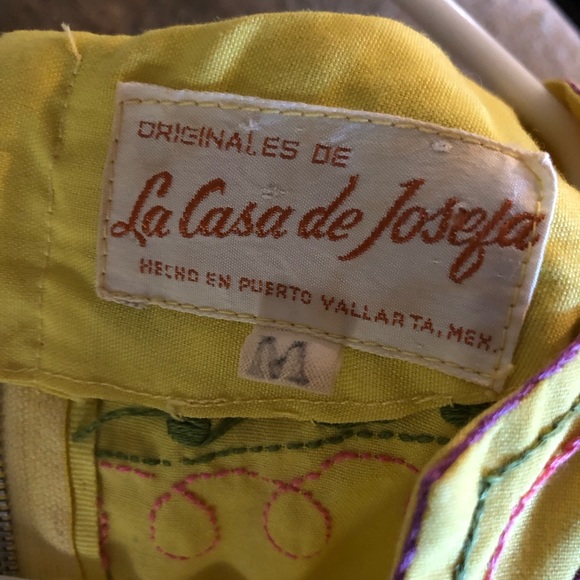 ORIGINALES DE
La Casa de Josefa
HECHO EN PUERTO VALLARTA, MEX.
M